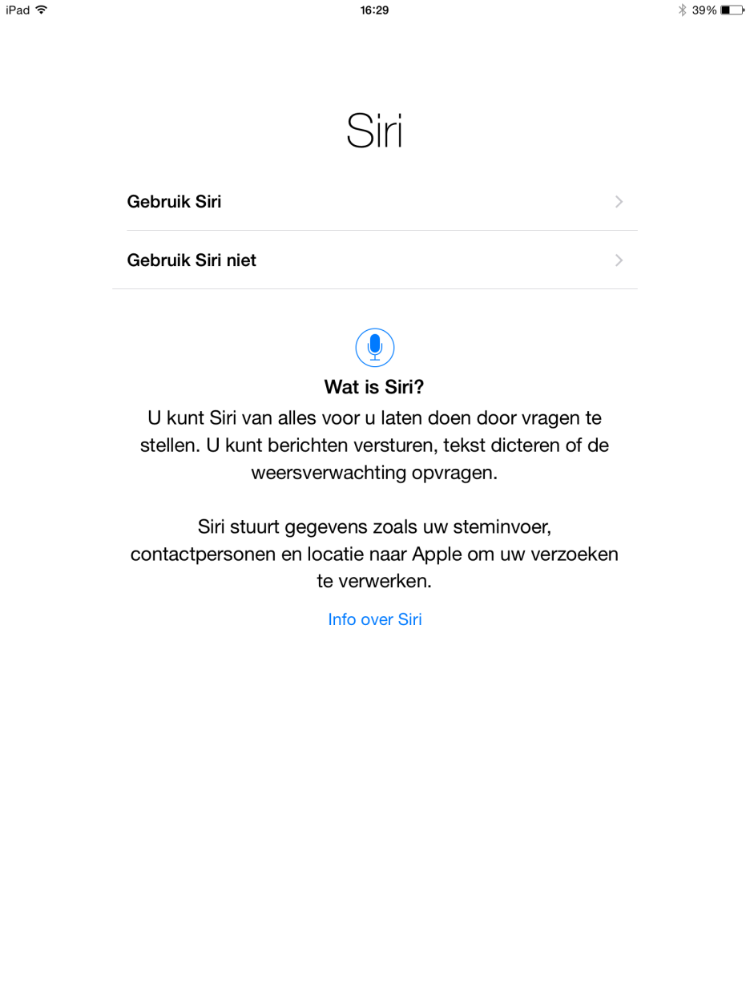 iPad 16:29 39%
Siri
Gebruik Siri
Gebruik Siri niet
Wat is Siri?
U kunt Siri van alles voor u laten doen door vragen te
stellen. U kunt berichten versturen, tekst dicteren of de
weersverwachting opvragen.
Siri stuurt gegevens zoals uw steminvoer,
contactpersonen en locatie naar Apple om uw verzoeken
te verwerken.
Info over Siri